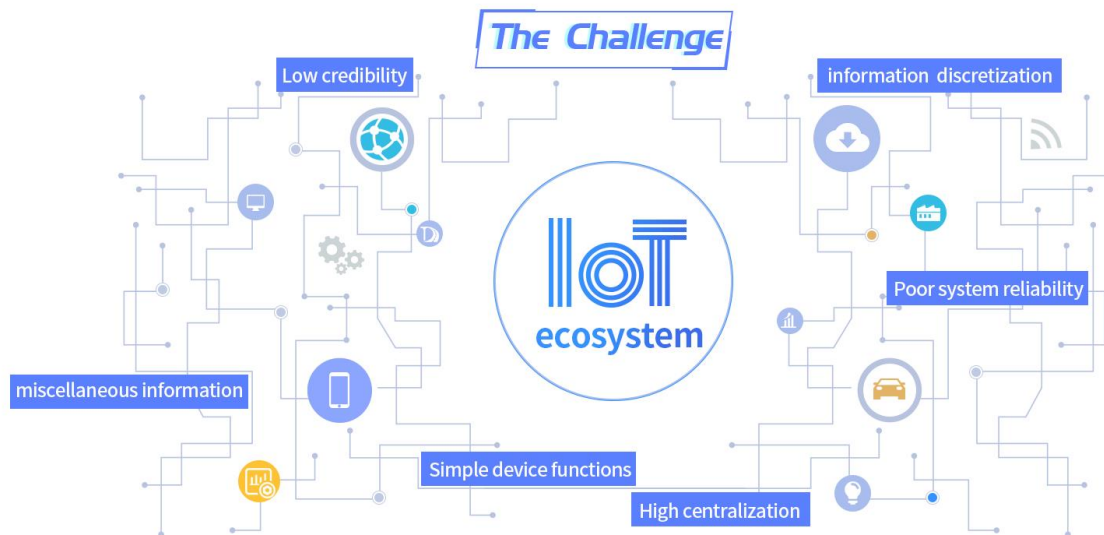 The Challenge
Low credibility
information discretization
IoT
ecosystem
Poor system reliability
miscellaneous information
Simple device functions
High centralization